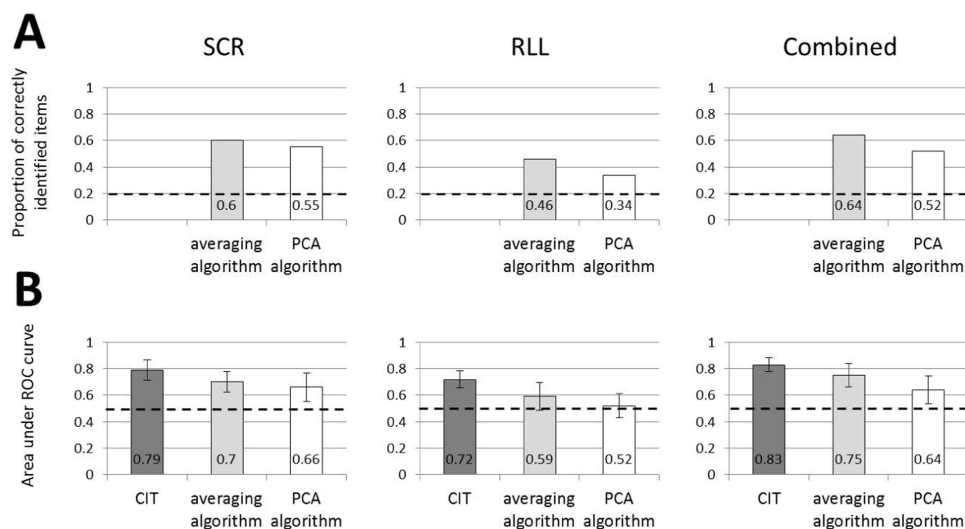 A
SCR
RLL
Combined
Proportion of correctly
identified items
1
0.8
0.6
0.4
0.2
0
0.6
0.55
averaging
algorithm
PCA
algorithm
1
0.8
0.6
0.4
0.2
0
0.46
0.34
averaging
algorithm
PCA
algorithm
1
0.8
0.6
0.4
0.2
0
0.64
0.52
averaging
algorithm
PCA
algorithm
B
Area under ROC curve
1
0.8
0.6
0.4
0.2
0
0.79
0.7
0.66
CIT
averaging
algorithm
PCA
algorithm
1
0.8
0.6
0.4
0.2
0
0.72
0.59
0.52
CIT
averaging
algorithm
PCA
algorithm
1
0.8
0.6
0.4
0.2
0
0.83
0.75
0.64
CIT
averaging
algorithm
PCA
algorithm